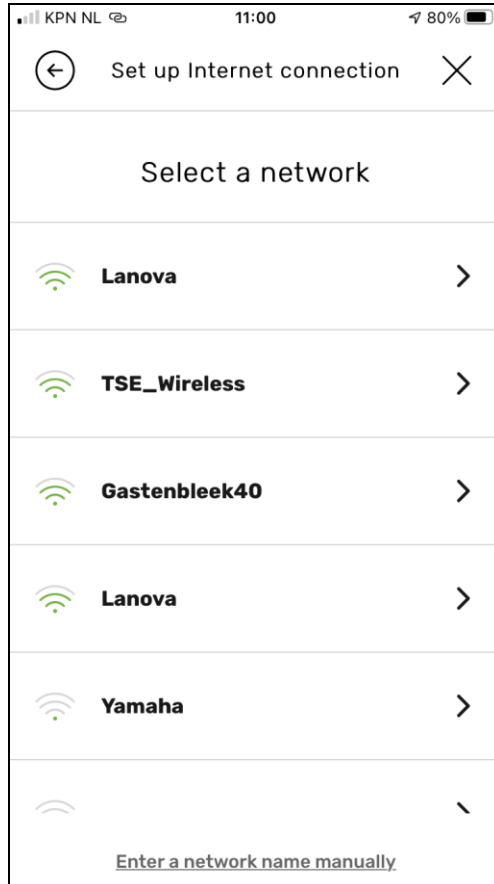 KPN NL 11:00 80%
Set up Internet connection
Select a network
Lanova
TSE_Wireless
Gastenbleek40
Lanova
Yamaha
Enter a network name manually